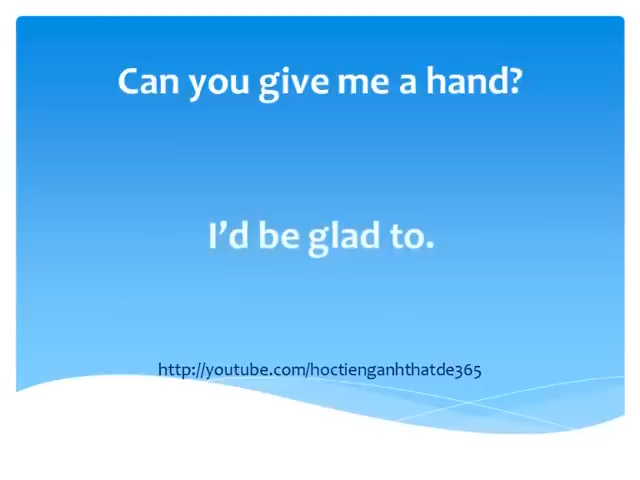 Can you give me a hand?
I’d be glad to.
http://youtube.com/hoctienganhthatde365